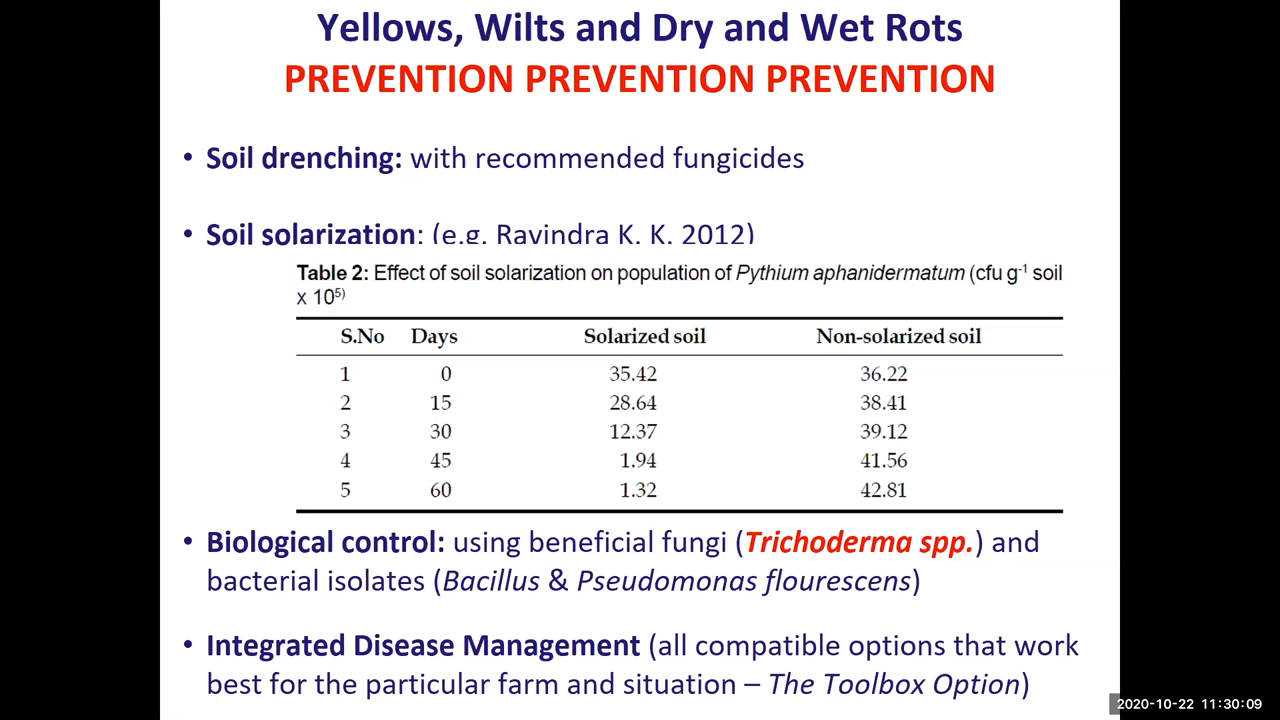 Yellows, Wilts and Dry and Wet Rots
PREVENTION PREVENTION PREVENTION
• Soil drenching: with recommended fungicides
• Soil solarization: (e.g. Ravindra K. K. 2012)
Table 2: Effect of soil solarization on population of Pythium aphanidermatum (cfu g-1 soil
x 105)
S.No Days Solarized soil Non-solarized soil
1 0 35.42 36.22
2 15 28.64 38.41
3 30 12.37 39.12
4 45 1.94 41.56
5 60 1.32 42.81
• Biological control: using beneficial fungi (Trichoderma spp.) and
bacterial isolates (Bacillus & Pseudomonas flourescens)
• Integrated Disease Management (all compatible options that work
best for the particular farm and situation – The Toolbox Option)
2020-10-22 11:30:09